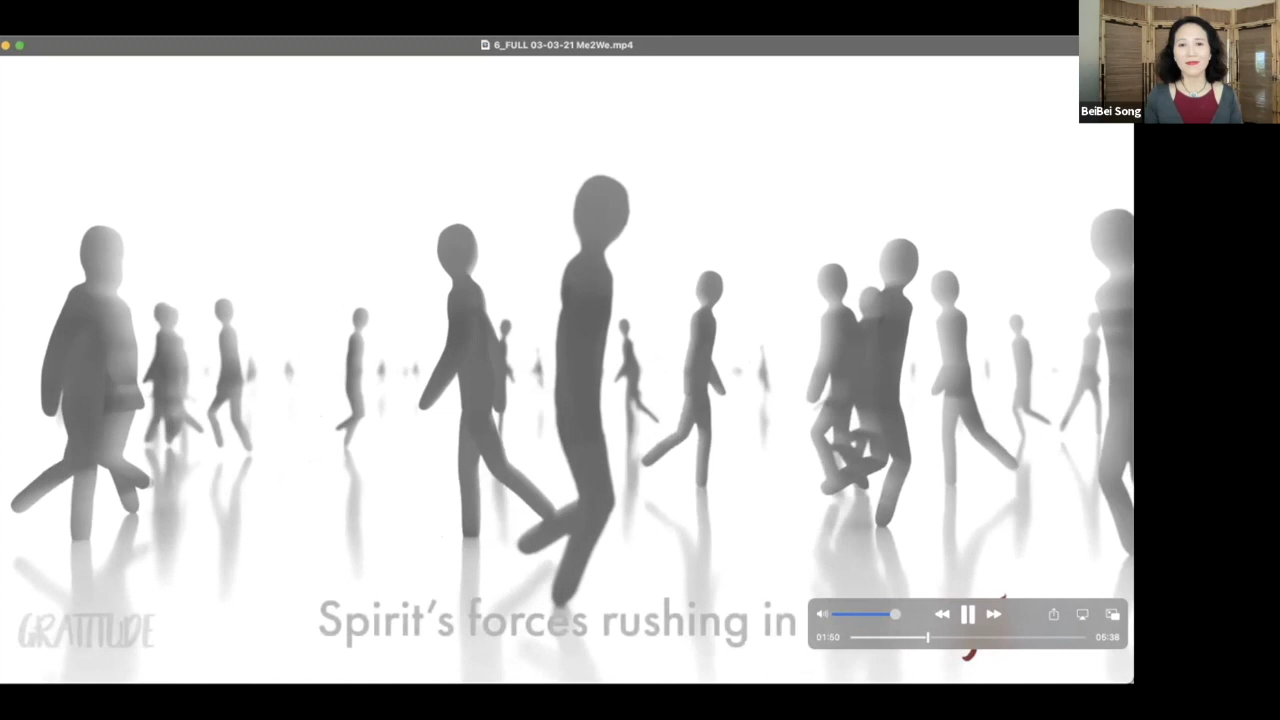 6_FULL 03-03-21 Me2We.mp4
BeiBei Song
GRATITUDE
Spirit's forces rushing in
01:50
05:38